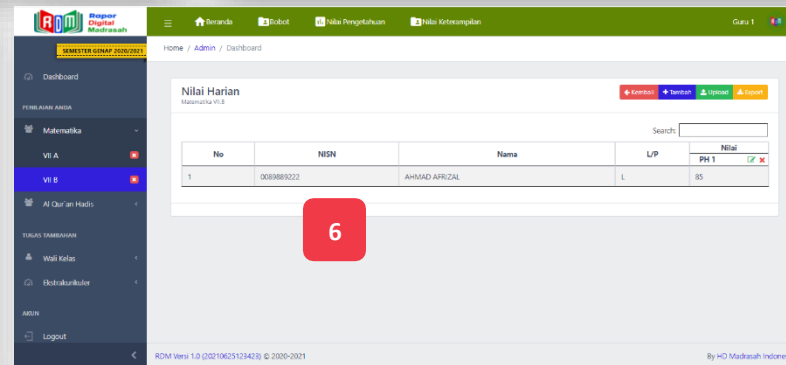 RDM Rapor Digital Madrasah
Beranda Bobot Nilai Pengetahuan Nilai Keterampilan Guru 1
SEMESTER GENAP 2020/2021
Home / Admin / Dashboard
Dashboard
PENILAIAN ANDA
Matematika
VII A
VII B
Al Qur'an Hadis
TUGAS TAMBAHAN
Wali Kelas
Ekstrakurikuler
AKUN
Logout
Nilai Harian
Matematika VII.B
Kembali Tambah Upload Export
Search:
No NISN Nama L/P Nilai
PH 1
1 0089889222 AHMAD AFRIZAL L 85
6
RDM Versi 1.0 (20210625123423) © 2020-2021 By HD Madrasah Indone